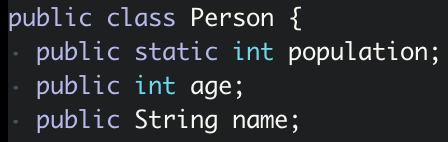 public class Person {
public static int population;
public int age;
public String name;